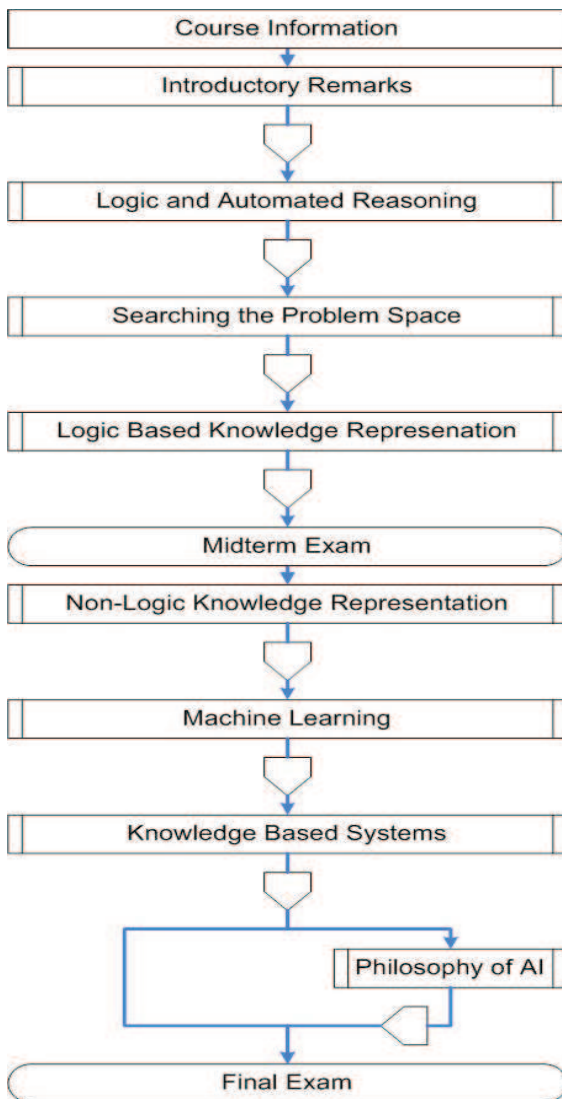 Course Information
Introductory Remarks
Logic and Automated Reasoning
Searching the Problem Space
Logic Based Knowledge Represenation
Midterm Exam
Non-Logic Knowledge Representation
Machine Learning
Knowledge Based Systems
Philosophy of AI
Final Exam